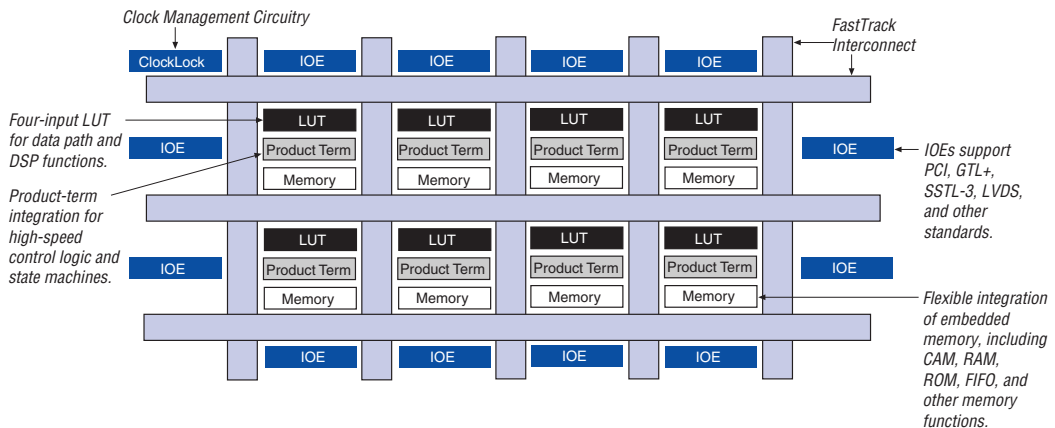 Clock Management Circuitry
FastTrack
Interconnect
ClockLock
IOE
IOE
IOE
IOE
Four-input LUT
for data path and
DSP functions.
LUT
LUT
LUT
LUT
IOE
Product Term
Product Term
Product Term
Product Term
IOE
IOEs support
PCI, GTL+,
SSTL-3, LVDS,
and other
standards.
Memory
Memory
Memory
Memory
Product-term
integration for
high-speed
control logic and
state machines.
LUT
LUT
LUT
LUT
IOE
Product Term
Product Term
Product Term
Product Term
IOE
Memory
Memory
Memory
Memory
Flexible integration
of embedded
memory, including
CAM, RAM,
ROM, FIFO, and
other memory
functions.
IOE
IOE
IOE
IOE